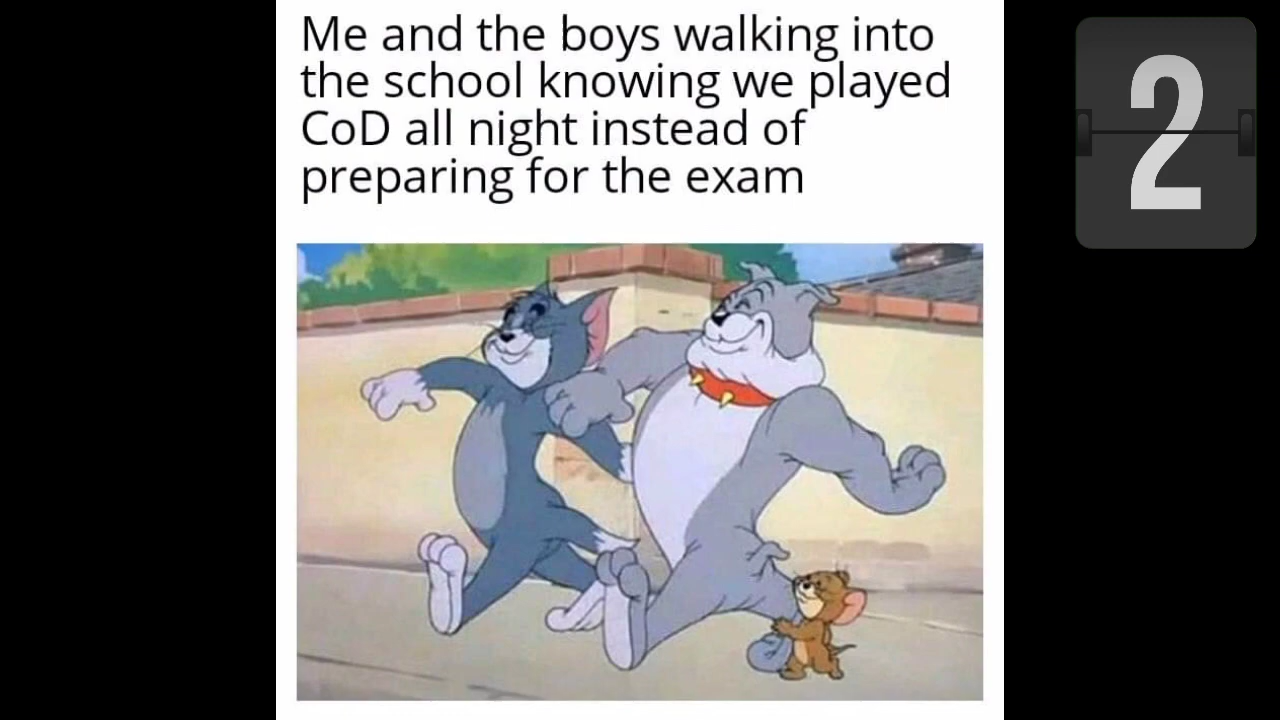 Me and the boys walking into
the school knowing we played
CoD all night instead of
preparing for the exam
2